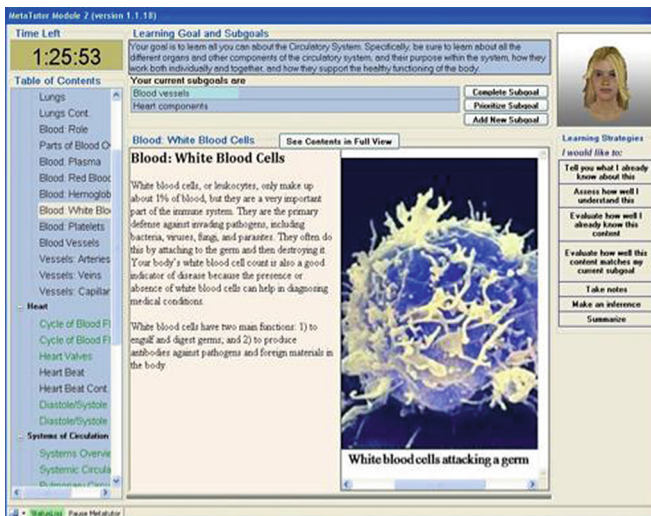 MetaTutor Module 2 (version 1.1.18)
Time Left
1:25:53
Table of Contents
Lungs
Lungs Cont.
Blood: Role
Parts of Blood O
Blood: Plasma
Blood: Red Blood
Blood: Hemoglob
Blood: White Bloo
Blood: Platelets
Blood Vessels
Vessels: Arteries
Vessels: Veins
Vessels: Capillar
Heart
Cycle of Blood Fl
Cycle of Blood Fl
Heart Valves
Heart Beat
Heart Beat Cont.
Diastole/Systole
Diastole/Systole
Systems of Circulation
Systems Overvie
Systemic Circula
Pulmonary Circu
StatusLog Pause Metatutor
Learning Goal and Subgoals
Your goal is to learn all you can about the Circulatory System. Specifically, be sure to learn about all the
different organs and other components of the circulatory system, and their purpose within the system, how they
work both individually and together, and how they support the healthy functioning of the body.
Your current subgoals are
Blood vessels
Heart components
Complete Subgoal
Prioritize Subgoal
Add New Subgoal
Blood: White Blood Cells
See Contents in Full View
Blood: White Blood Cells
White blood cells, or leukocytes, only make up
about 1% of blood, but they are a very important
part of the immune system. They are the primary
defense against invading pathogens, including
bacteria, viruses, fungi, and parasites. They often do
this by attaching to the germ and then destroying it.
Your body's white blood cell count is also a good
indicator of disease because the presence or
absence of white blood cells can help in diagnosing
medical conditions.
White blood cells have two main functions: 1) to
engulf and digest germs, and 2) to produce
antibodies against pathogens and foreign materials in
the body
White blood cells attacking a germ
Learning Strategies
I would like to:
Tell you what I already
know about this
Assess how well I
understand this
Evaluate how well I
already know this
content
Evaluate how well this
content matches my
current subgoal
Take notes
Make an inference
Summarize